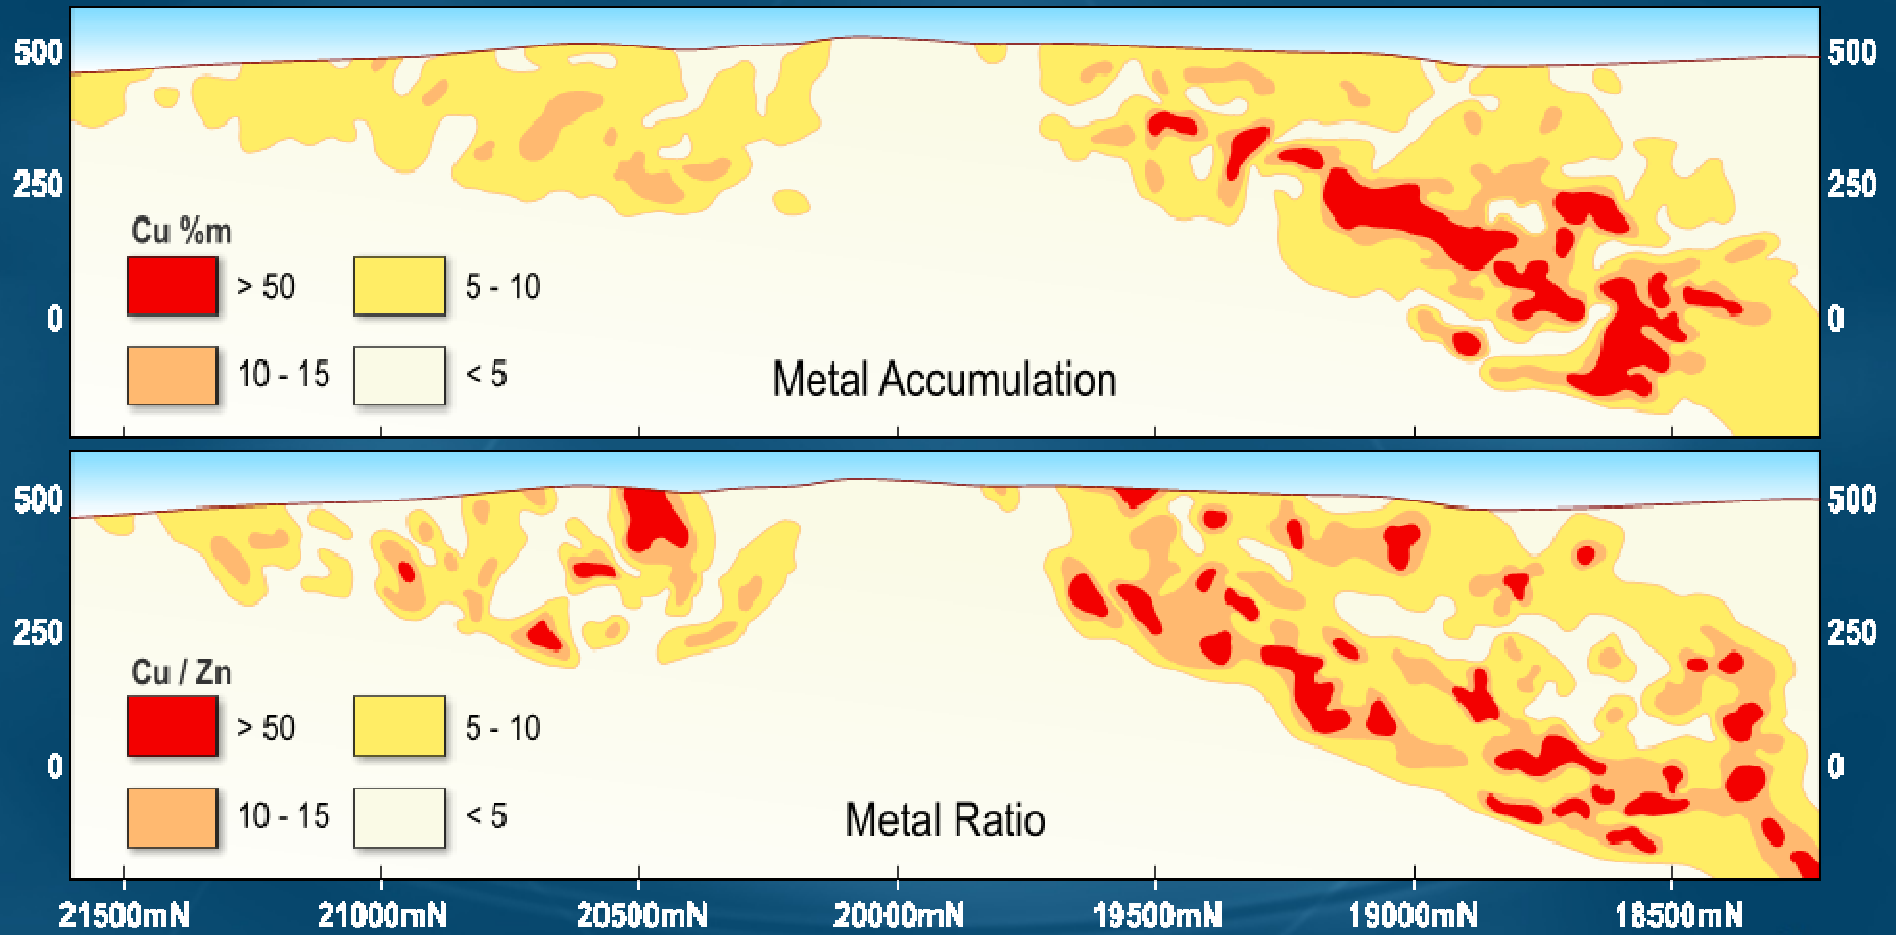 500 500
250 250
0 0
Cu %m
> 50 5 - 10
10 - 15 < 5
Metal Accumulation
500 500
250 250
0 0
Cu / Zn
> 50 5 - 10
10 - 15 < 5
Metal Ratio
21500mN 21000mN 20500mN 20000mN 19500mN 19000mN 18500mN